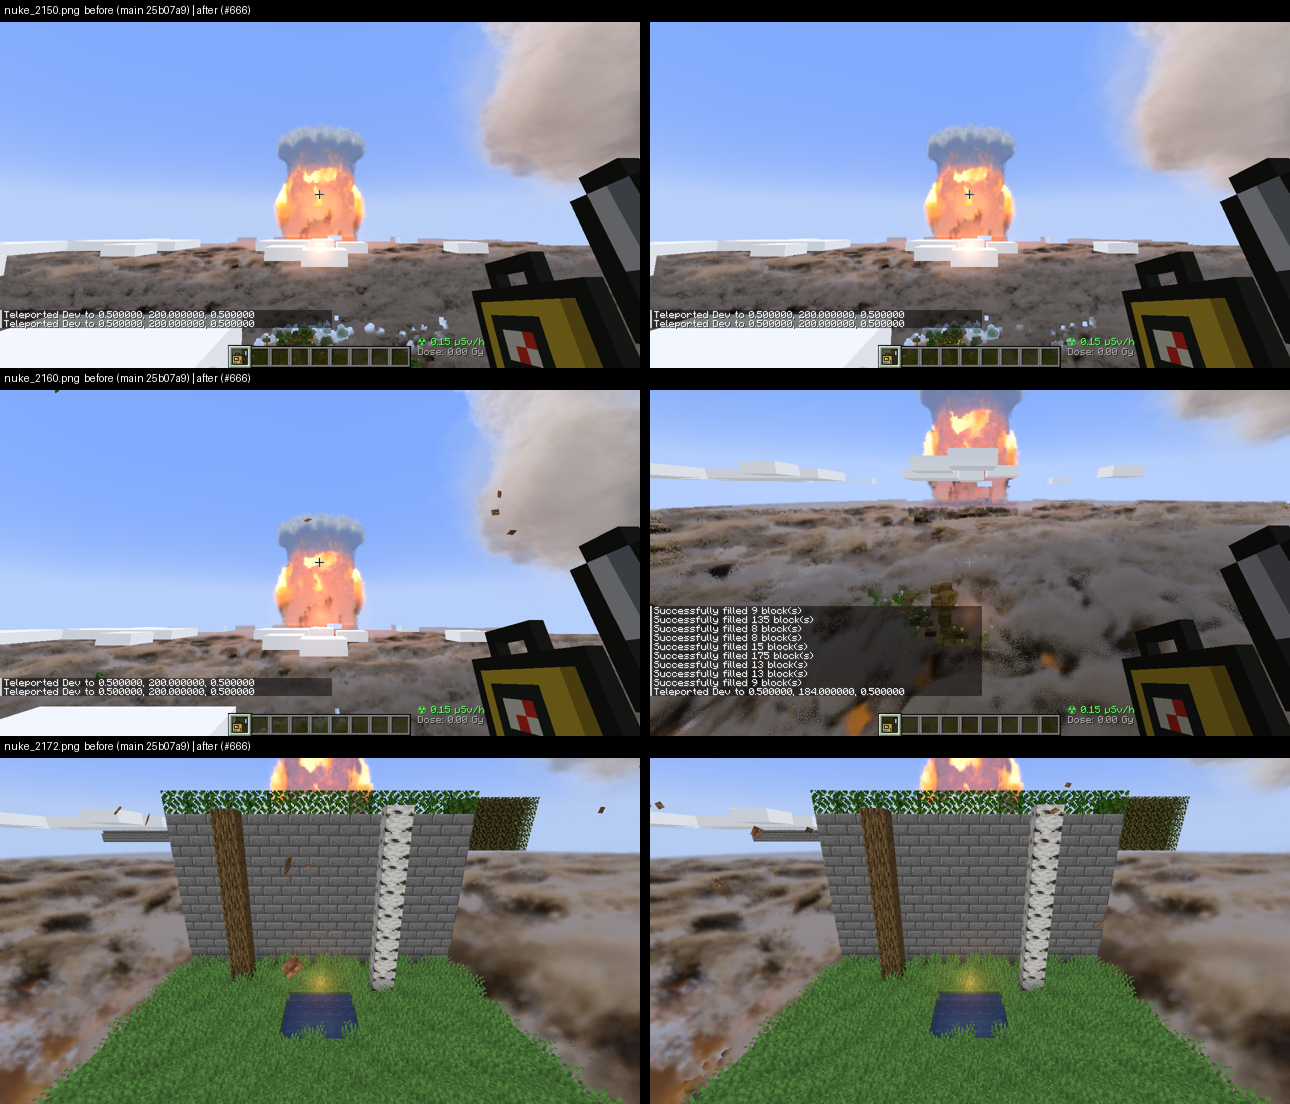 nuke_2150.png before (main 25b07a9) | after (#666)
Teleported Dev to 0.500000, 200.000000, 0.500000
Teleported Dev to 0.500000, 200.000000, 0.500000
0.15 µSv/h
Dose: 0.00 Gy
Teleported Dev to 0.500000, 200.000000, 0.500000
Teleported Dev to 0.500000, 200.000000, 0.500000
0.15 µSv/h
Dose: 0.00 Gy
nuke_2160.png before (main 25b07a9) | after (#666)
Teleported Dev to 0.500000, 200.000000, 0.500000
Teleported Dev to 0.500000, 200.000000, 0.500000
0.15 µSv/h
Dose: 0.00 Gy
Successfully filled 9 block(s)
Successfully filled 135 block(s)
Successfully filled 8 block(s)
Successfully filled 8 block(s)
Successfully filled 15 block(s)
Successfully filled 175 block(s)
Successfully filled 13 block(s)
Successfully filled 13 block(s)
Successfully filled 9 block(s)
Teleported Dev to 0.500000, 184.000000, 0.500000
0.15 µSv/h
Dose: 0.00 Gy
nuke_2172.png before (main 25b07a9) | after (#666)